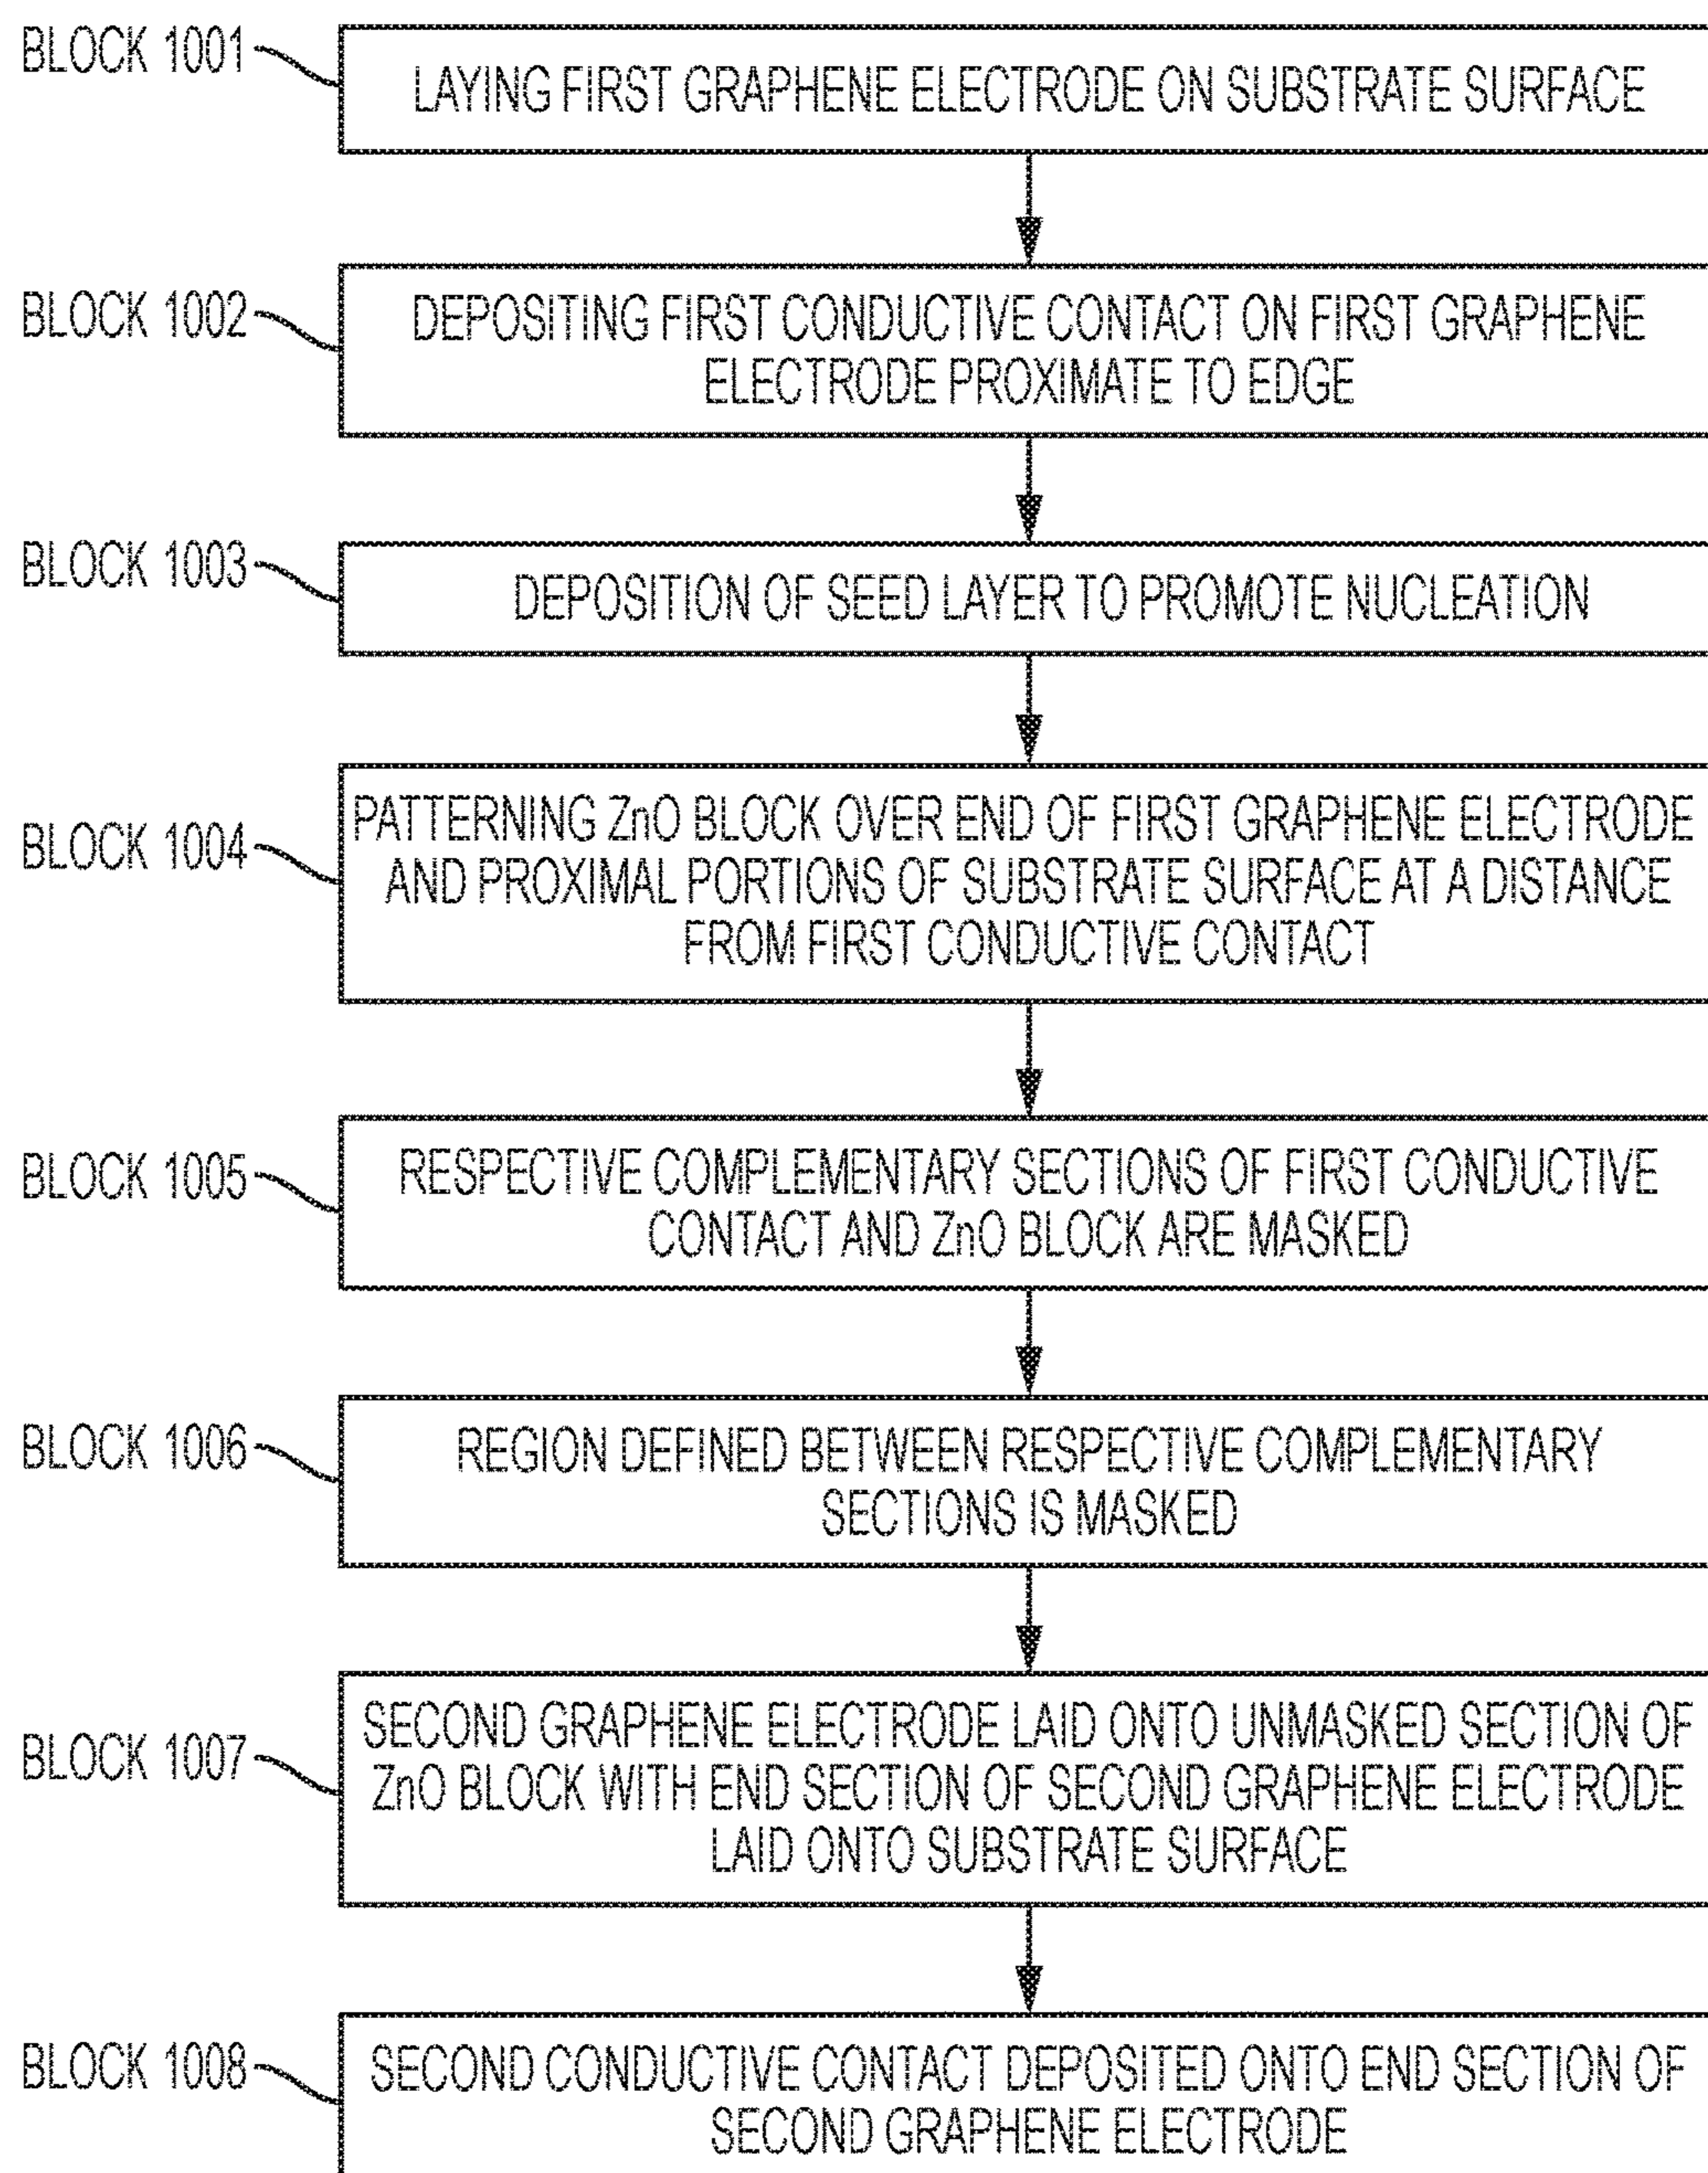 BLOCK 1001
LAYING FIRST GRAPHENE ELECTRODE ON SUBSTRATE SURFACE
BLOCK 1002
DEPOSITING FIRST CONDUCTIVE CONTACT ON FIRST GRAPHENE
ELECTRODE PROXIMATE TO EDGE
BLOCK 1003
DEPOSITION OF SEED LAYER TO PROMOTE NUCLEATION
BLOCK 1004
PATTERNING ZnO BLOCK OVER END OF FIRST GRAPHENE ELECTRODE
AND PROXIMAL PORTIONS OF SUBSTRATE SURFACE AT A DISTANCE
FROM FIRST CONDUCTIVE CONTACT
BLOCK 1005
RESPECTIVE COMPLEMENTARY SECTIONS OF FIRST CONDUCTIVE
CONTACT AND ZnO BLOCK ARE MASKED
BLOCK 1006
REGION DEFINED BETWEEN RESPECTIVE COMPLEMENTARY
SECTIONS IS MASKED
BLOCK 1007
SECOND GRAPHENE ELECTRODE LAID ONTO UNMASKED SECTION OF
ZnO BLOCK WITH END SECTION OF SECOND GRAPHENE ELECTRODE
LAID ONTO SUBSTRATE SURFACE
BLOCK 1008
SECOND CONDUCTIVE CONTACT DEPOSITED ONTO END SECTION OF
SECOND GRAPHENE ELECTRODE